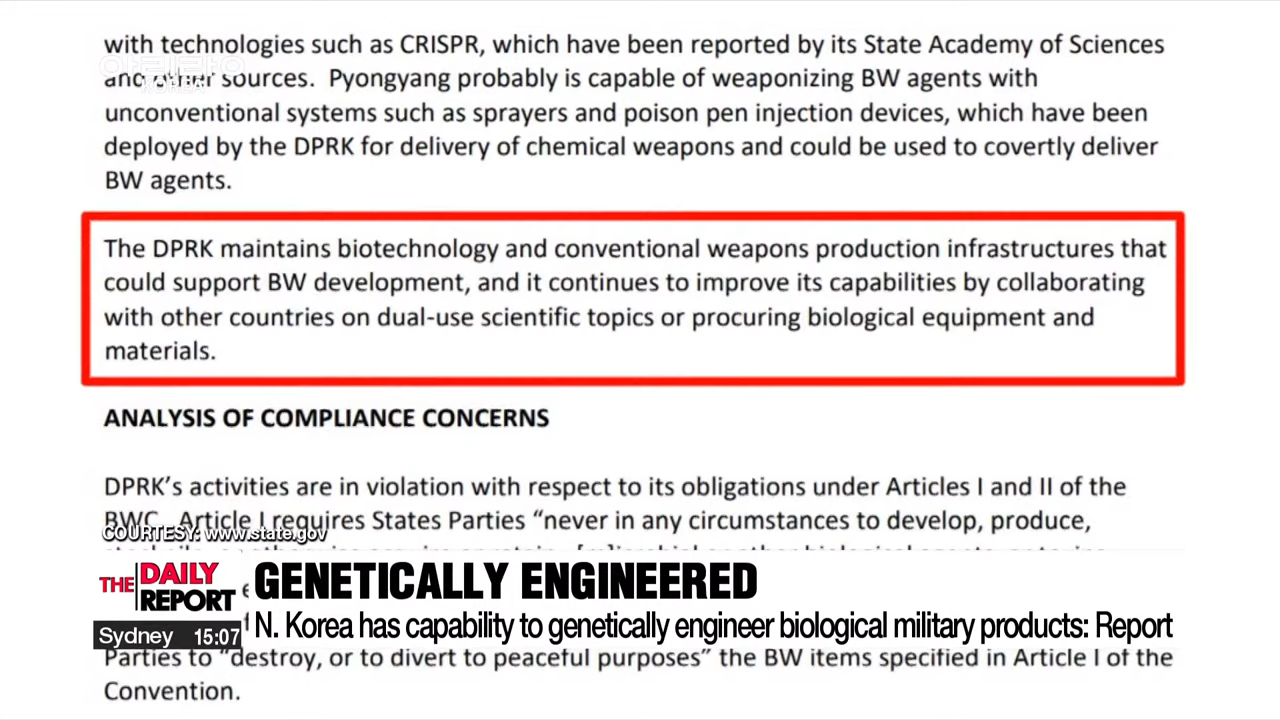 with technologies such as CRISPR, which have been reported by its State Academy of Sciences
and other sources. Pyongyang probably is capable of weaponizing BW agents with
unconventional systems such as sprayers and poison pen injection devices, which have been
deployed by the DPRK for delivery of chemical weapons and could be used to covertly deliver
BW agents.
The DPRK maintains biotechnology and conventional weapons production infrastructures that
could support BW development, and it continues to improve its capabilities by collaborating
with other countries on dual-use scientific topics or procuring biological equipment and
materials.
ANALYSIS OF COMPLIANCE CONCERNS
DPRK’s activities are in violation with respect to its obligations under Articles I and II of the
BWC. Article I requires States Parties “never in any circumstances to develop, produce,
COURTESY: www.state.gov
THE DAILY REPORT
GENETICALLY ENGINEERED
Sydney 15:07
N. Korea has capability to genetically engineer biological military products: Report
Parties to “destroy, or to divert to peaceful purposes” the BW items specified in Article I of the
Convention.